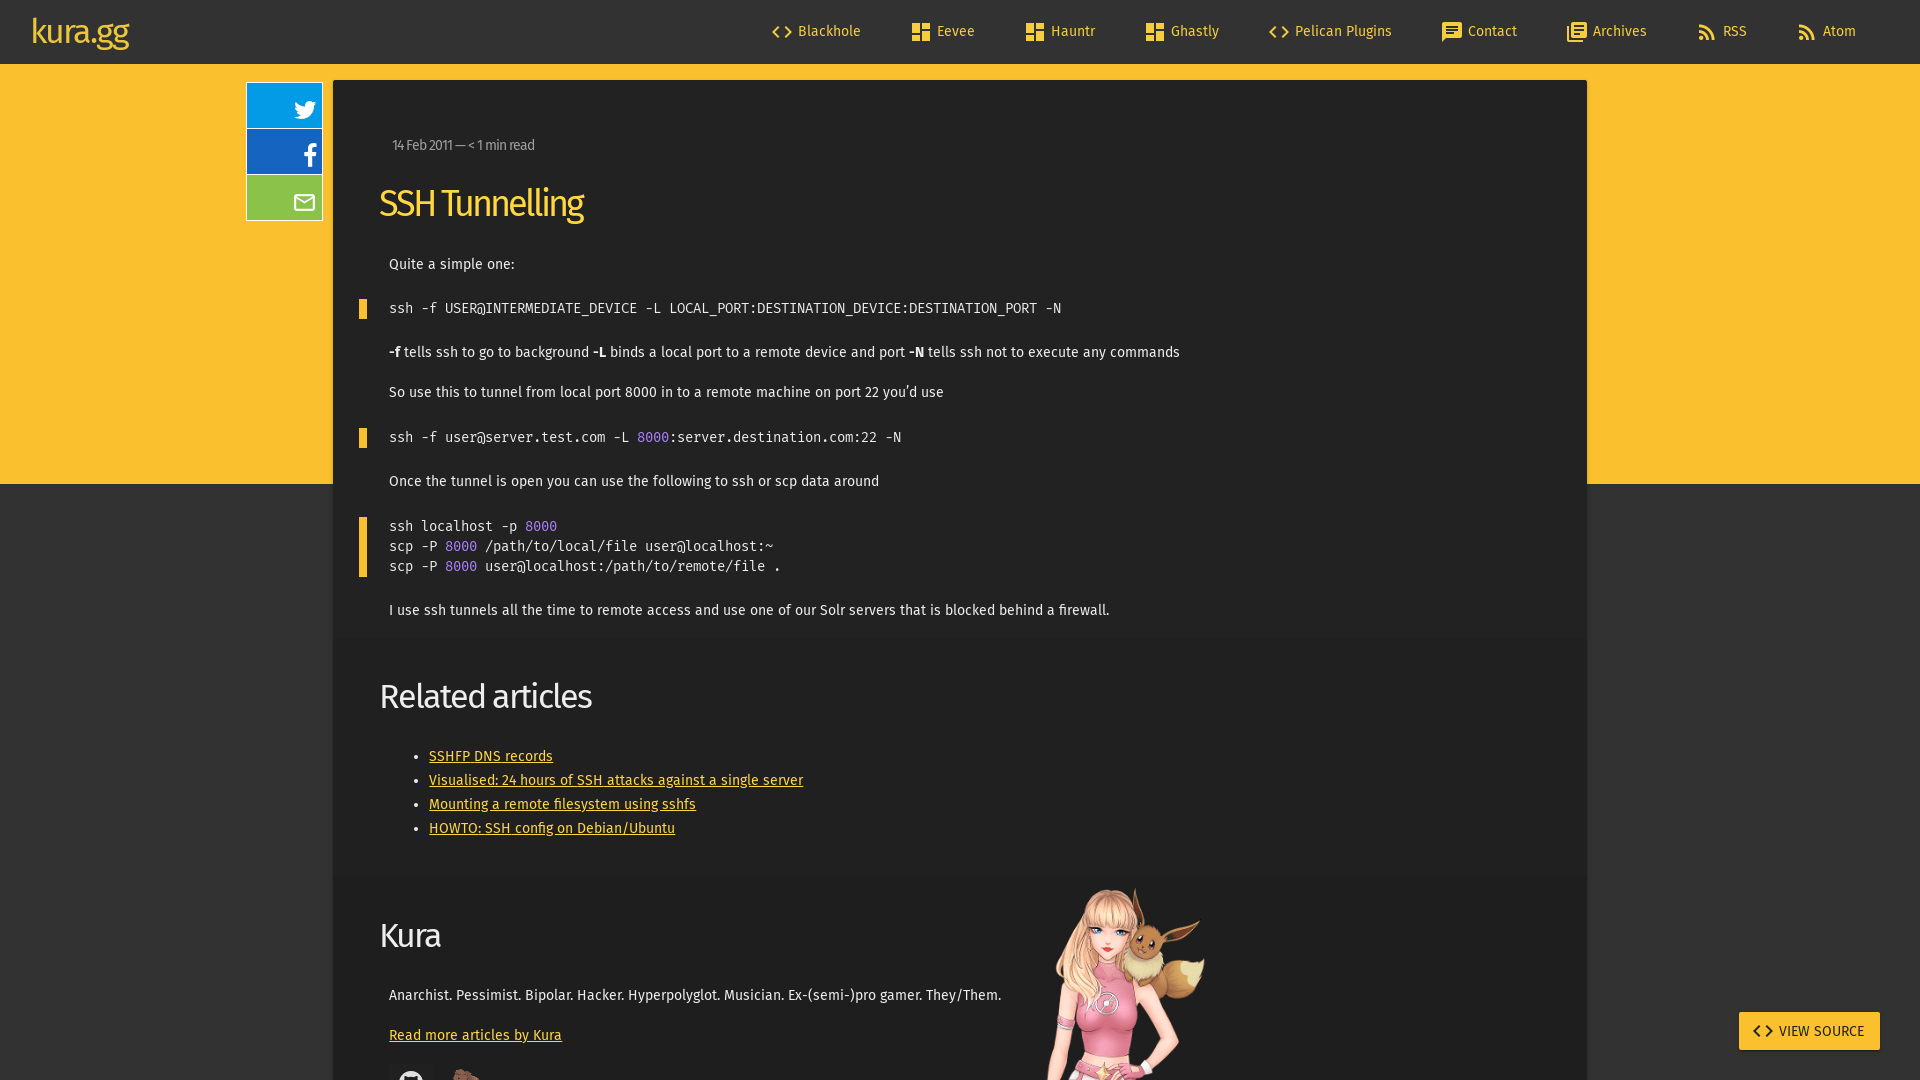 kura.gg
Blackhole
Eevee
Hauntr
Ghastly
Pelican Plugins
Contact
Archives
RSS
Atom
14 Feb 2011 — < 1 min read
SSH Tunnelling
Quite a simple one:
ssh -f USER@INTERMEDIATE_DEVICE -L LOCAL_PORT:DESTINATION_DEVICE:DESTINATION_PORT -N
-f tells ssh to go to background -L binds a local port to a remote device and port -N tells ssh not to execute any commands
So use this to tunnel from local port 8000 in to a remote machine on port 22 you’d use
ssh -f user@server.test.com -L 8000:server.destination.com:22 -N
Once the tunnel is open you can use the following to ssh or scp data around
ssh localhost -p 8000
scp -P 8000 /path/to/local/file user@localhost:~
scp -P 8000 user@localhost:/path/to/remote/file .
I use ssh tunnels all the time to remote access and use one of our Solr servers that is blocked behind a firewall.
Related articles
SSHFP DNS records
Visualised: 24 hours of SSH attacks against a single server
Mounting a remote filesystem using sshfs
HOWTO: SSH config on Debian/Ubuntu
Kura
Anarchist. Pessimist. Bipolar. Hacker. Hyperpolyglot. Musician. Ex-(semi-)pro gamer. They/Them.
Read more articles by Kura
VIEW SOURCE